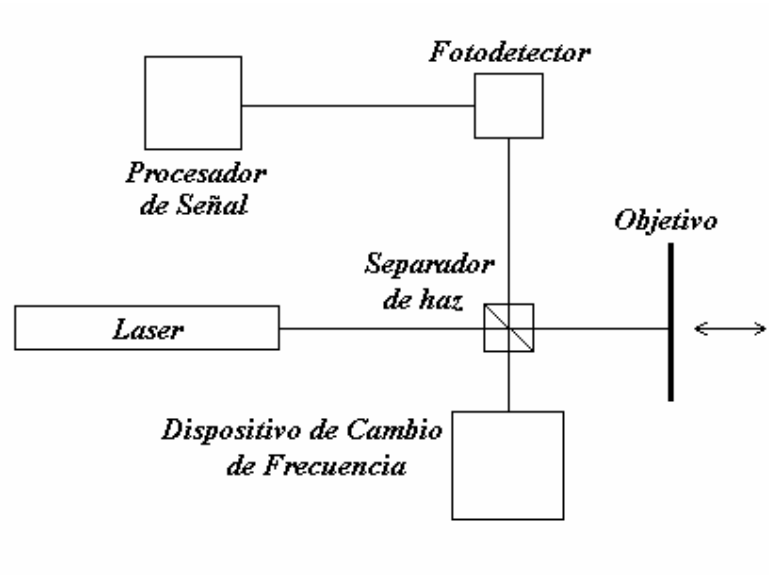 Fotodetector
Procesador
de Señal
Objetivo
Separador
de haz
Laser
Dispositivo de Cambio
de Frecuencia